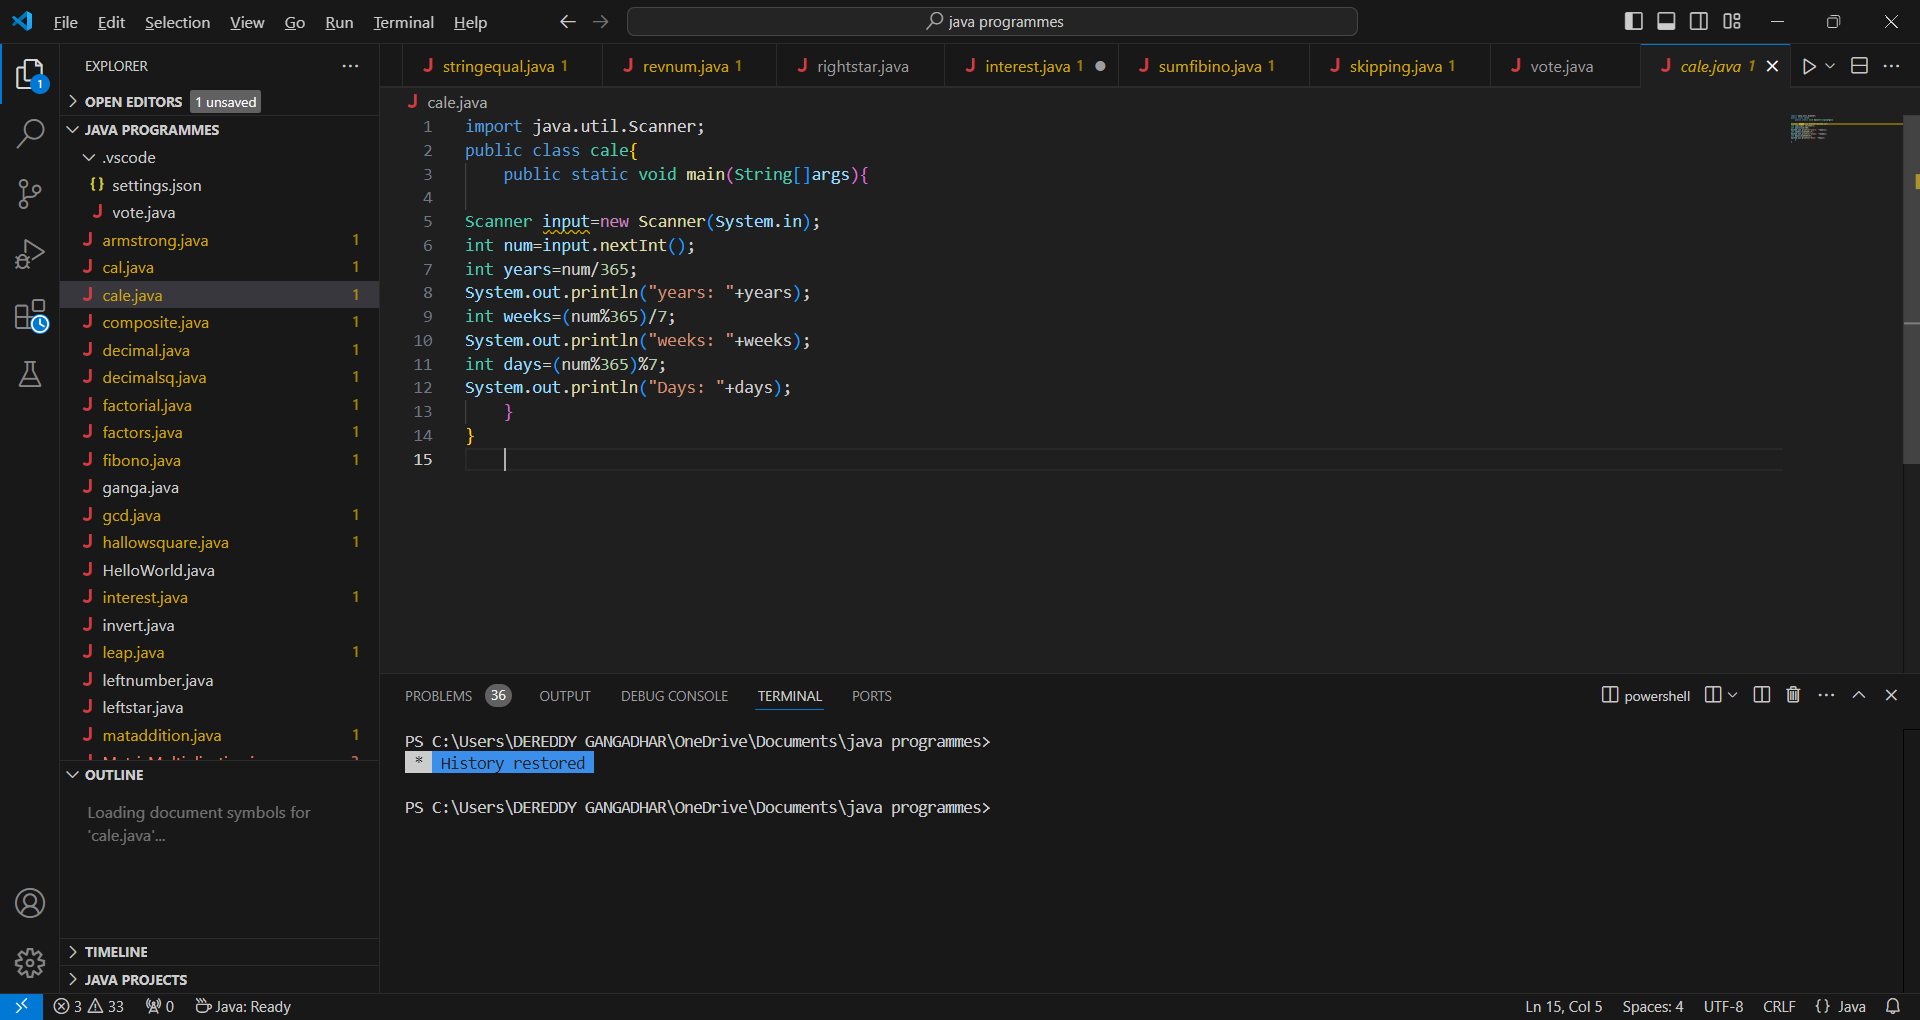 File Edit Selection View Go Run Terminal Help
java programmes
EXPLORER
1
OPEN EDITORS 1 unsaved
JAVA PROGRAMMES
.vscode
{} settings.json
J vote.java
J armstrong.java 1
J cal.java 1
J cale.java 1
J composite.java 1
J decimal.java 1
J decimalsq.java 1
J factorial.java 1
J factors.java 1
J fibono.java 1
J ganga.java
J gcd.java 1
J hallowsquare.java 1
J HelloWorld.java
J interest.java 1
J invert.java
J leap.java 1
J leftnumber.java
J leftstar.java
J mataddition.java 1
OUTLINE
Loading document symbols for
'cale.java'...
TIMELINE
JAVA PROJECTS
J stringequal.java 1 J revnum.java 1 J rightstar.java J interest.java 1 J sumfibino.java 1 J skipping.java 1 J vote.java J cale.java 1
J cale.java
1 import java.util.Scanner;
2 public class cale{
3 public static void main(String[]args){
4
5 Scanner input=new Scanner(System.in);
6 int num=input.nextInt();
7 int years=num/365;
8 System.out.println("years: "+years);
9 int weeks=(num%365)/7;
10 System.out.println("weeks: "+weeks);
11 int days=(num%365)%7;
12 System.out.println("Days: "+days);
13 }
14 }
15
PROBLEMS 36 OUTPUT DEBUG CONSOLE TERMINAL PORTS powershell
PS C:\Users\DEREDDY GANGADHAR\OneDrive\Documents\java programmes>
* History restored
PS C:\Users\DEREDDY GANGADHAR\OneDrive\Documents\java programmes>
3 33 0 Java: Ready Ln 15, Col 5 Spaces: 4 UTF-8 CRLF {} Java